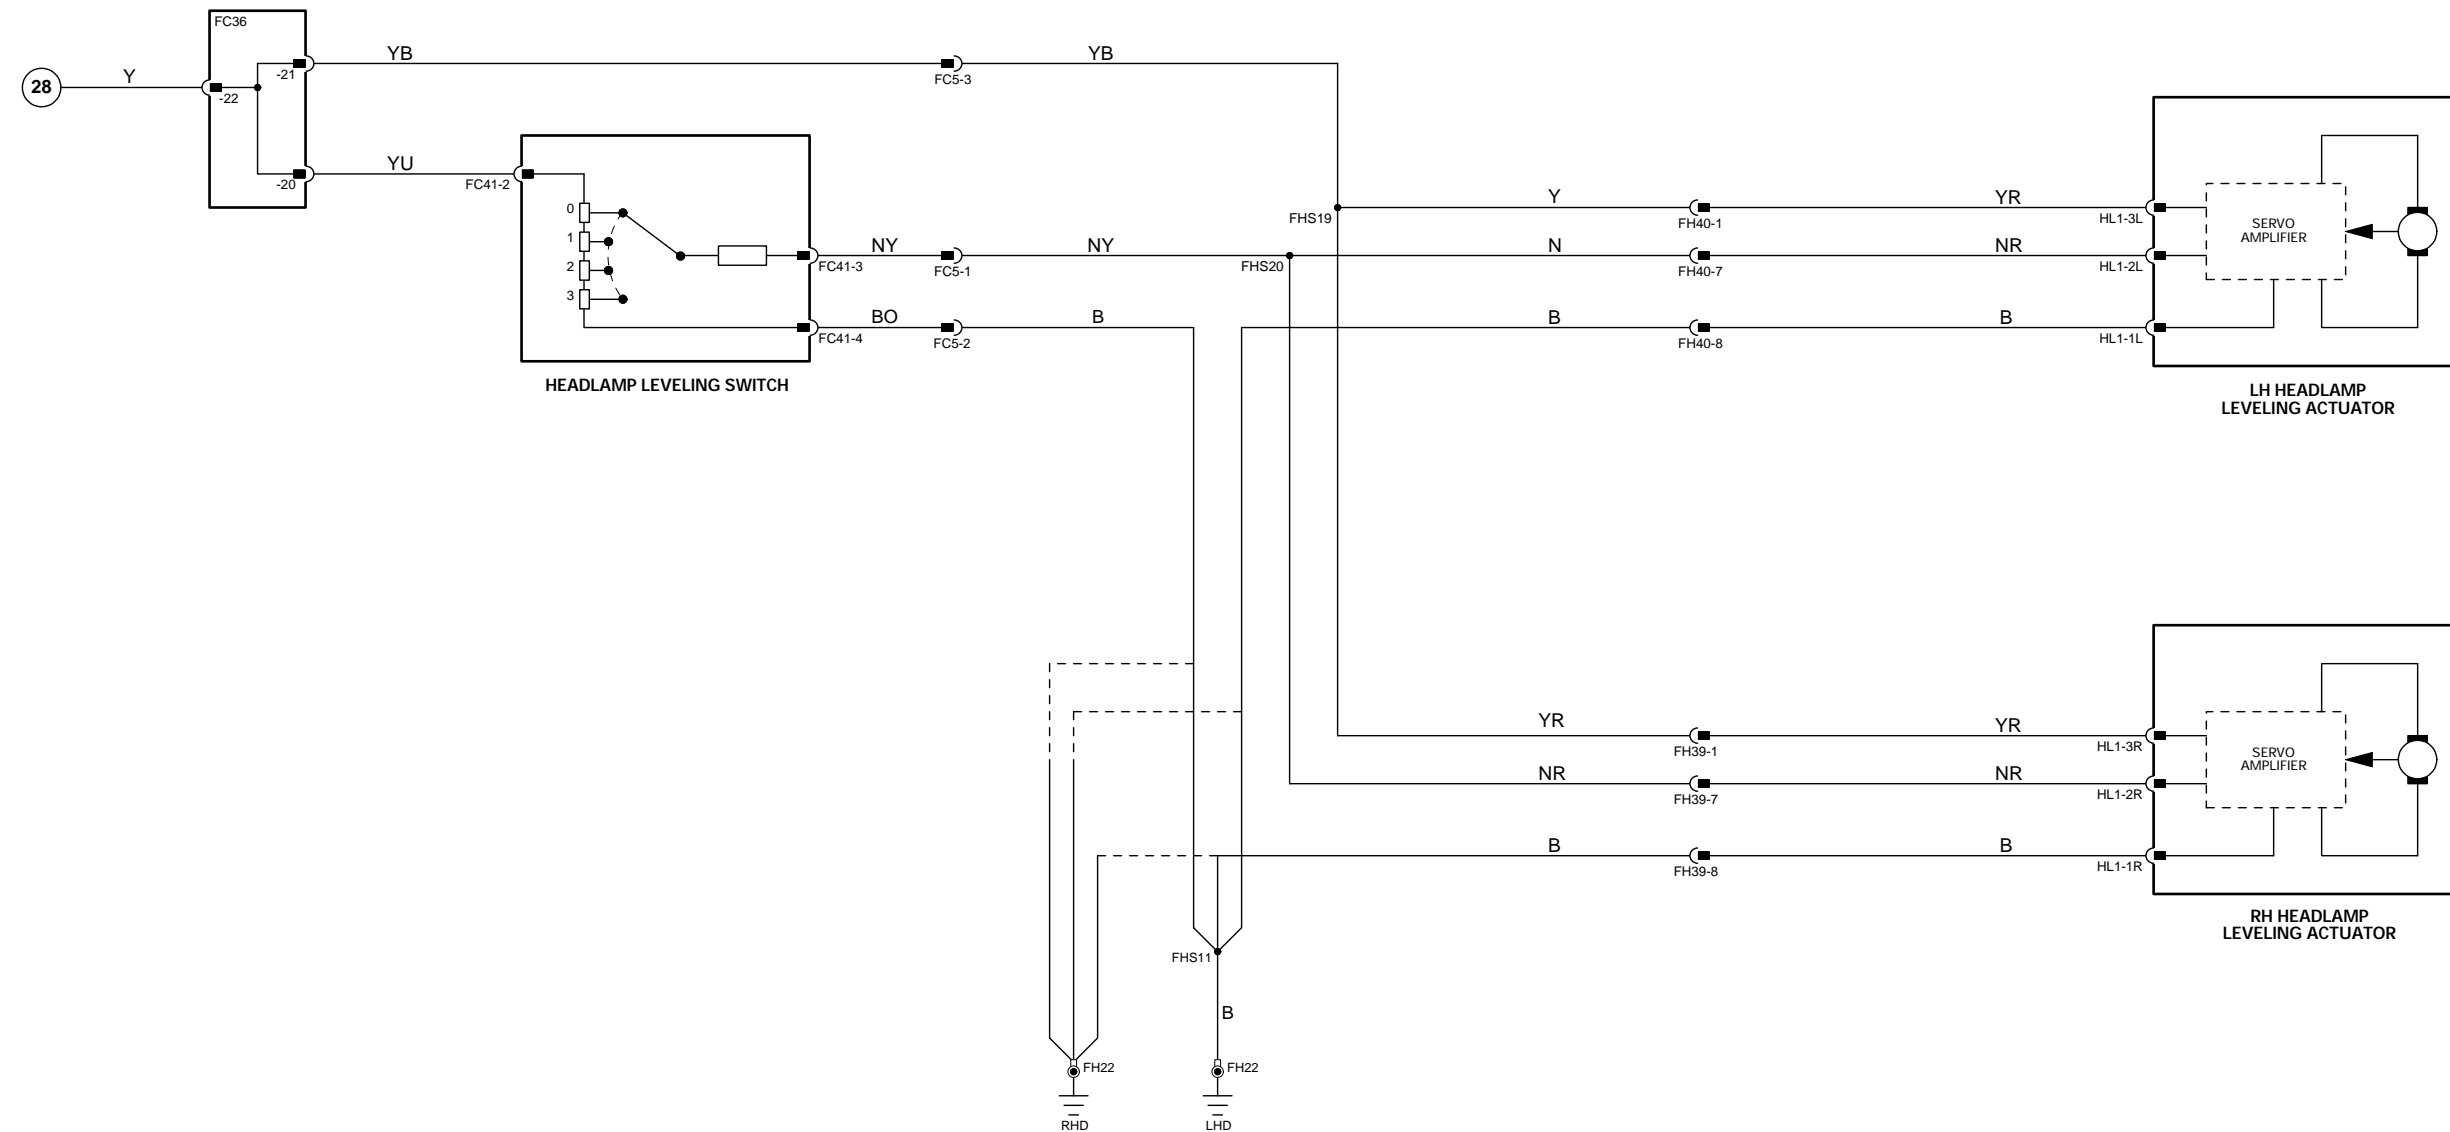 FC36
YB
YB
-21
FC5-3
28
Y
-22
YU
-20
FC41-2
0
1
2
3
NY
FC41-3
NY
FC5-1
FHS20
FHS19
BO
FC41-4
B
FC5-2
HEADLAMP LEVELING SWITCH
Y
FH40-1
YR
HL1-3L
N
FH40-7
NR
HL1-2L
B
FH40-8
B
HL1-1L
SERVO
AMPLIFIER
LH HEADLAMP
LEVELING ACTUATOR
YR
FH39-1
YR
HL1-3R
NR
FH39-7
NR
HL1-2R
B
FH39-8
B
HL1-1R
SERVO
AMPLIFIER
RH HEADLAMP
LEVELING ACTUATOR
FHS11
B
FH22
FH22
RHD
LHD